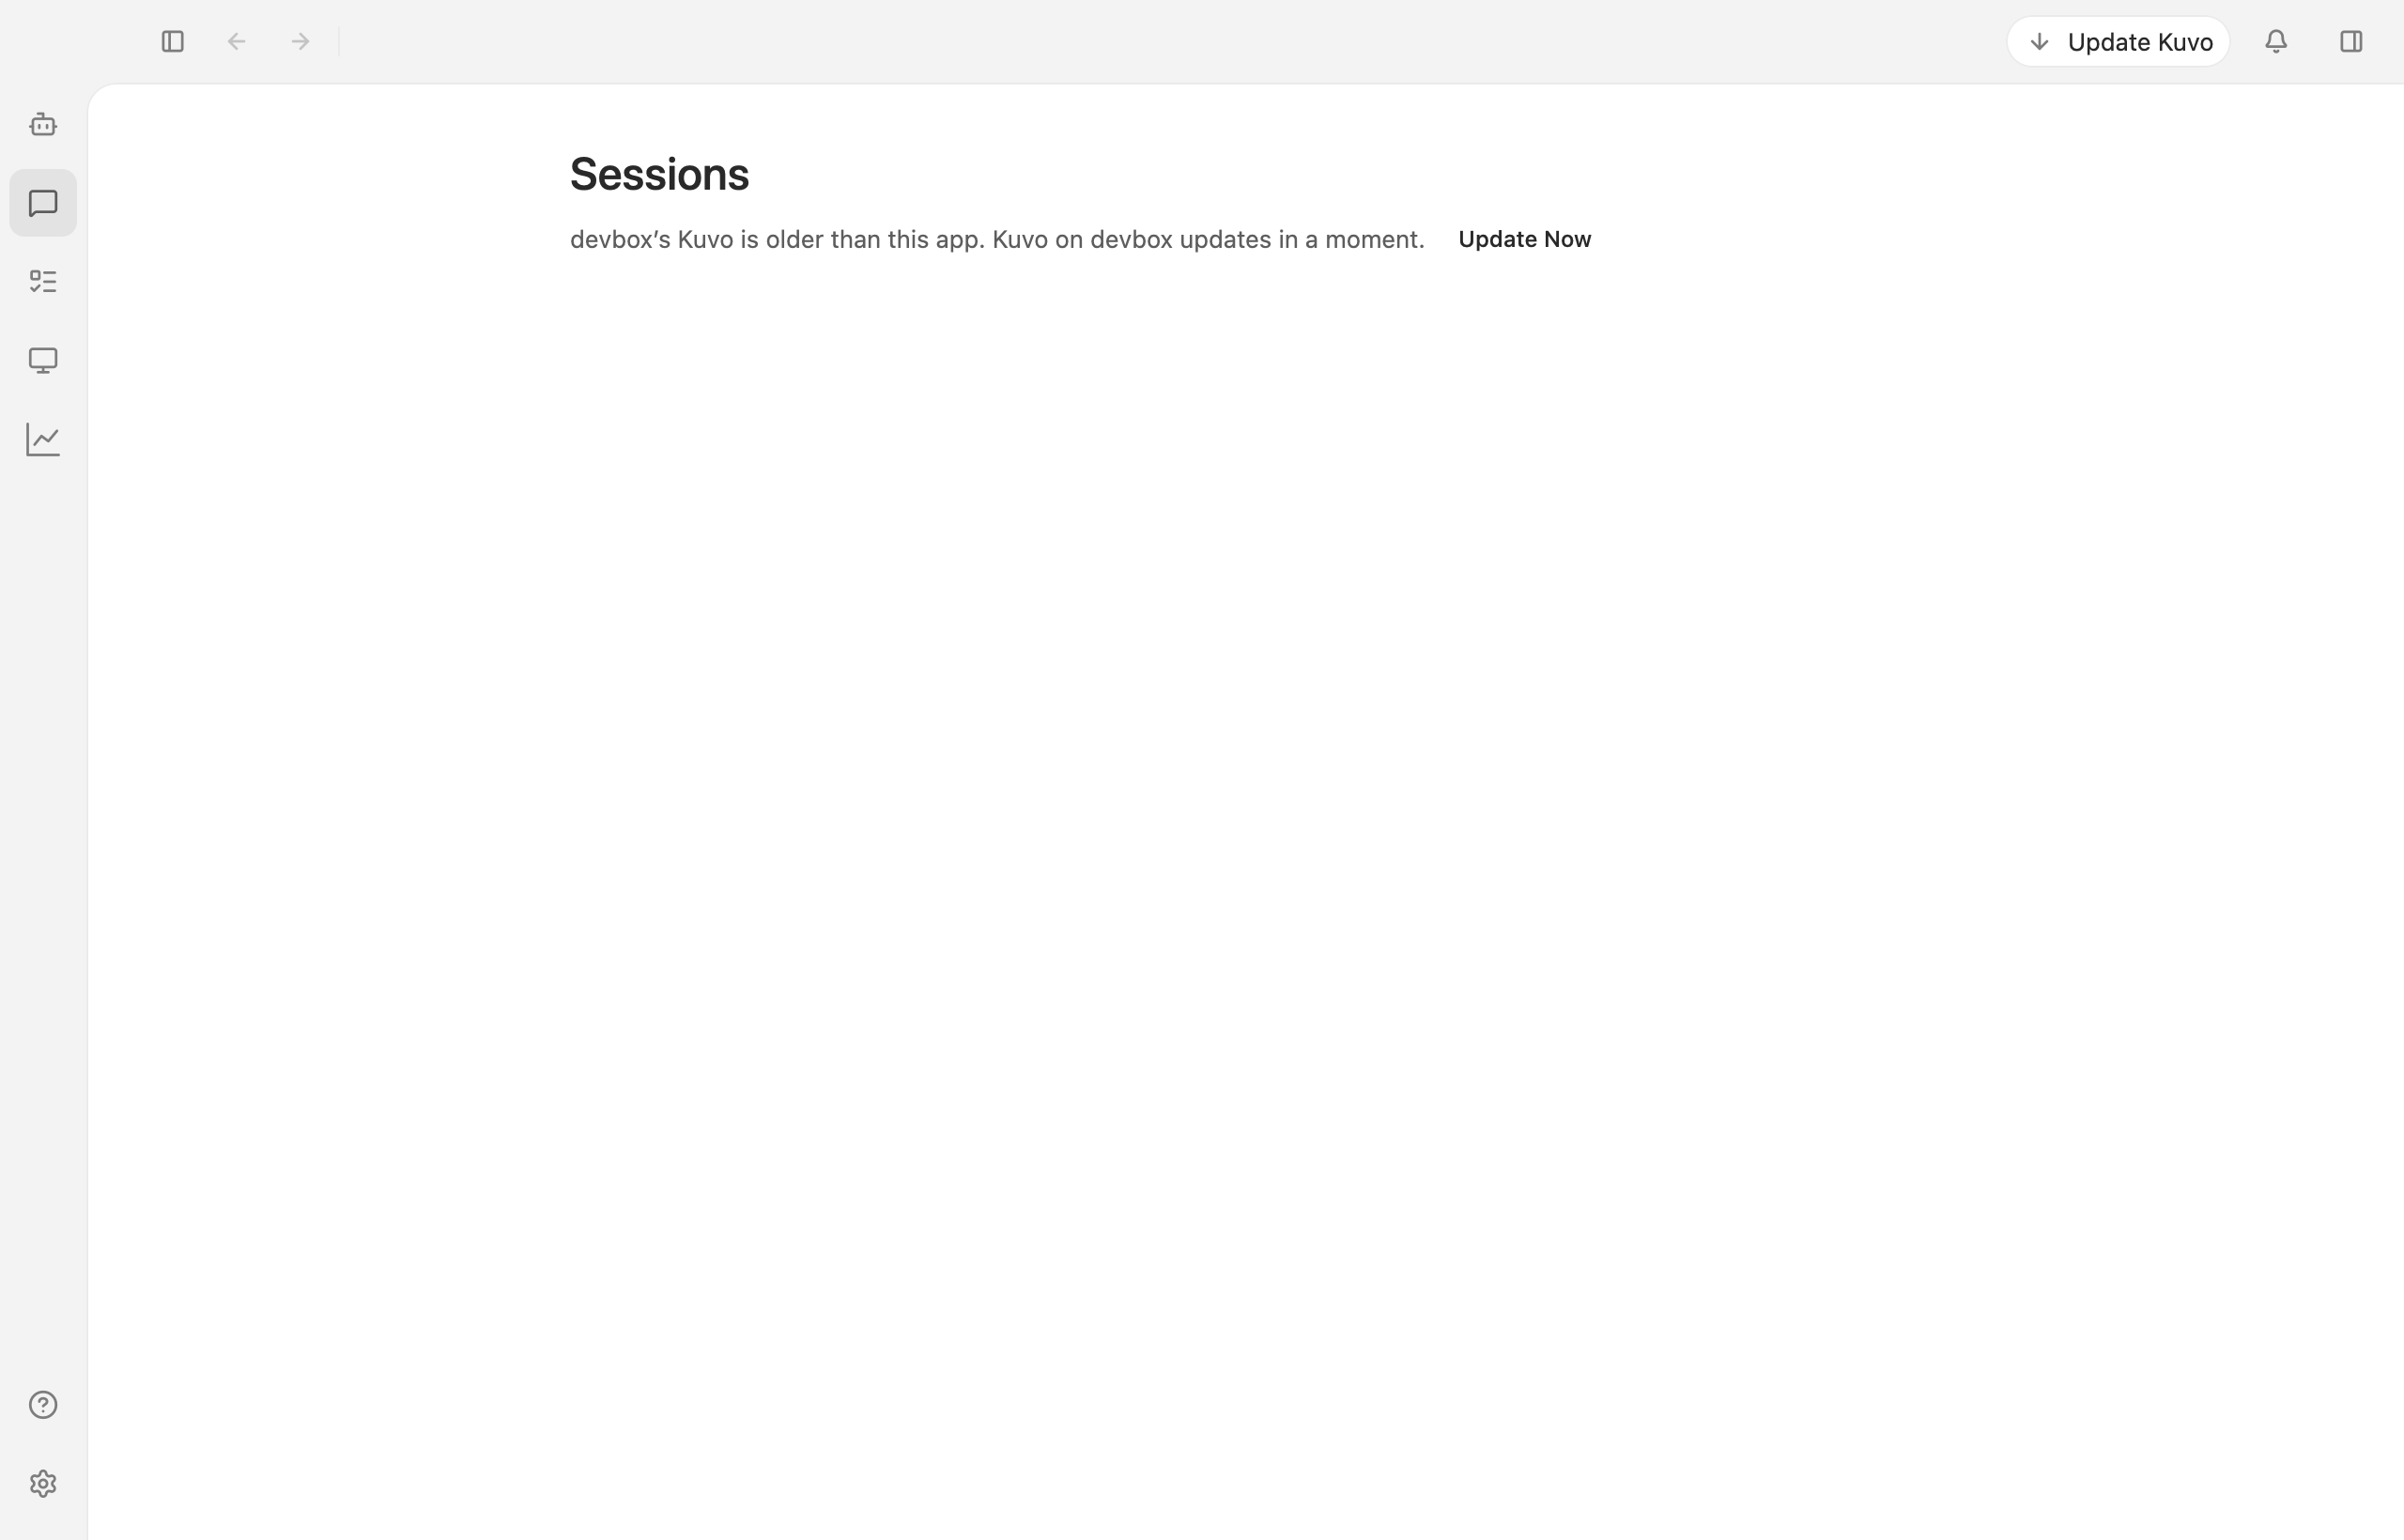 Update Kuvo
Sessions
devbox’s Kuvo is older than this app. Kuvo on devbox updates in a moment. Update Now